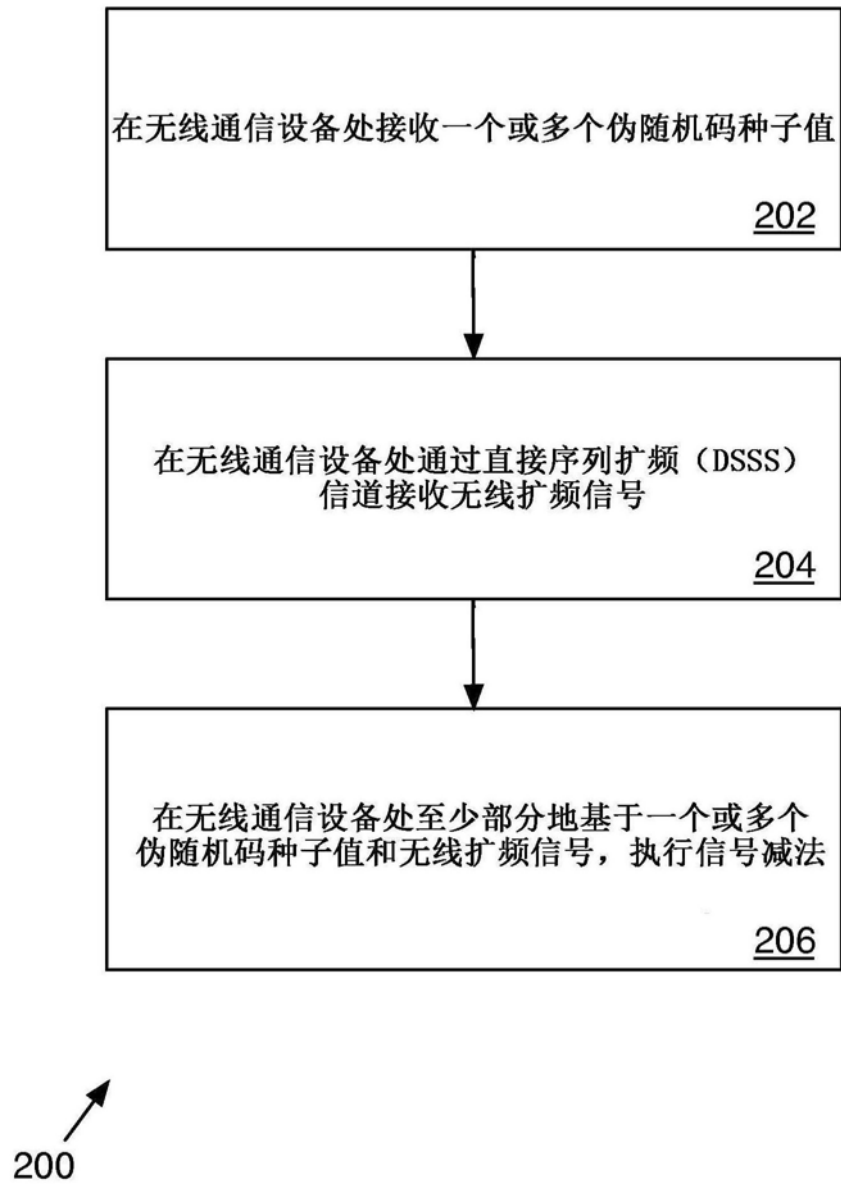 在无线通信设备处接收一个或多个伪随机码种子值
202
在无线通信设备处通过直接序列扩频（DSSS）
信道接收无线扩频信号
204
在无线通信设备处至少部分地基于一个或多个
伪随机码种子值和无线扩频信号，执行信号减法
206
200